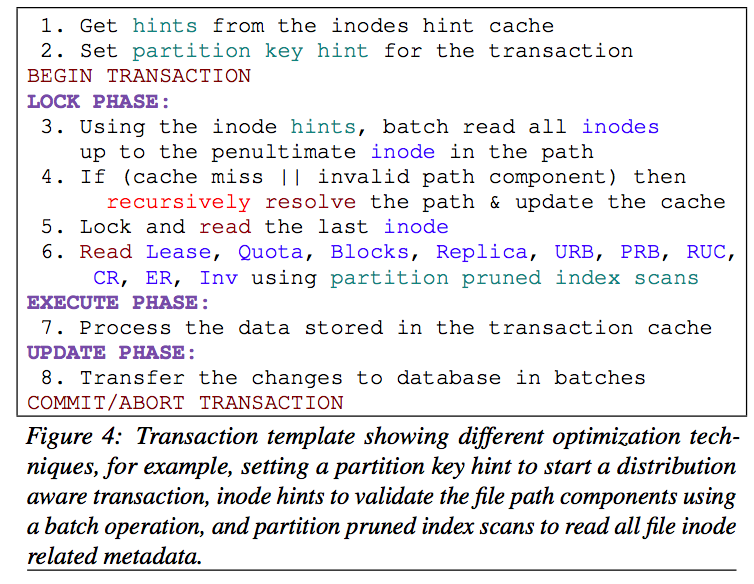 1. Get hints from the inodes hint cache
2. Set partition key hint for the transaction
BEGIN TRANSACTION
LOCK PHASE:
3. Using the inode hints, batch read all inodes
up to the penultimate inode in the path
4. If (cache miss || invalid path component) then
recursively resolve the path & update the cache
5. Lock and read the last inode
6. Read Lease, Quota, Blocks, Replica, URB, PRB, RUC,
CR, ER, Inv using partition pruned index scans
EXECUTE PHASE:
7. Process the data stored in the transaction cache
UPDATE PHASE:
8. Transfer the changes to database in batches
COMMIT/ABORT TRANSACTION
Figure 4: Transaction template showing different optimization tech-
niques, for example, setting a partition key hint to start a distribution
aware transaction, inode hints to validate the file path components using
a batch operation, and partition pruned index scans to read all file inode
related metadata.